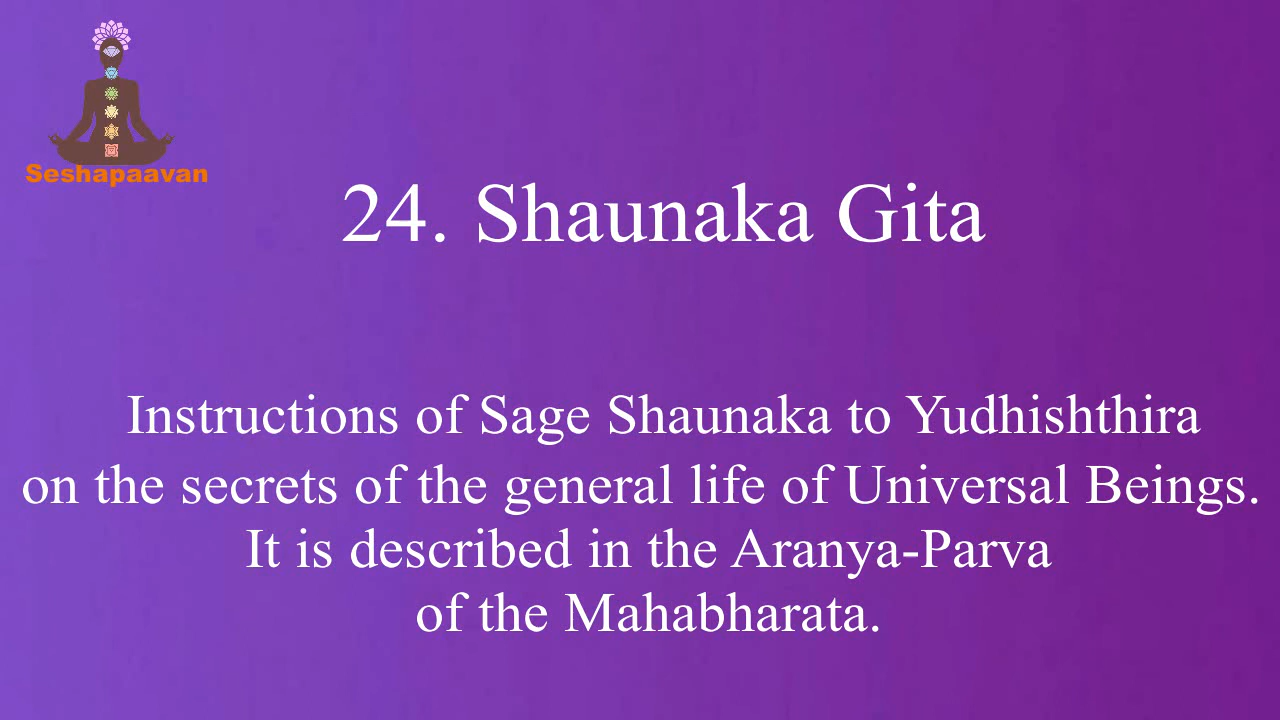 Seshapaavan
24. Shaunaka Gita
Instructions of Sage Shaunaka to Yudhishthira
on the secrets of the general life of Universal Beings.
It is described in the Aranya-Parva
of the Mahabharata.